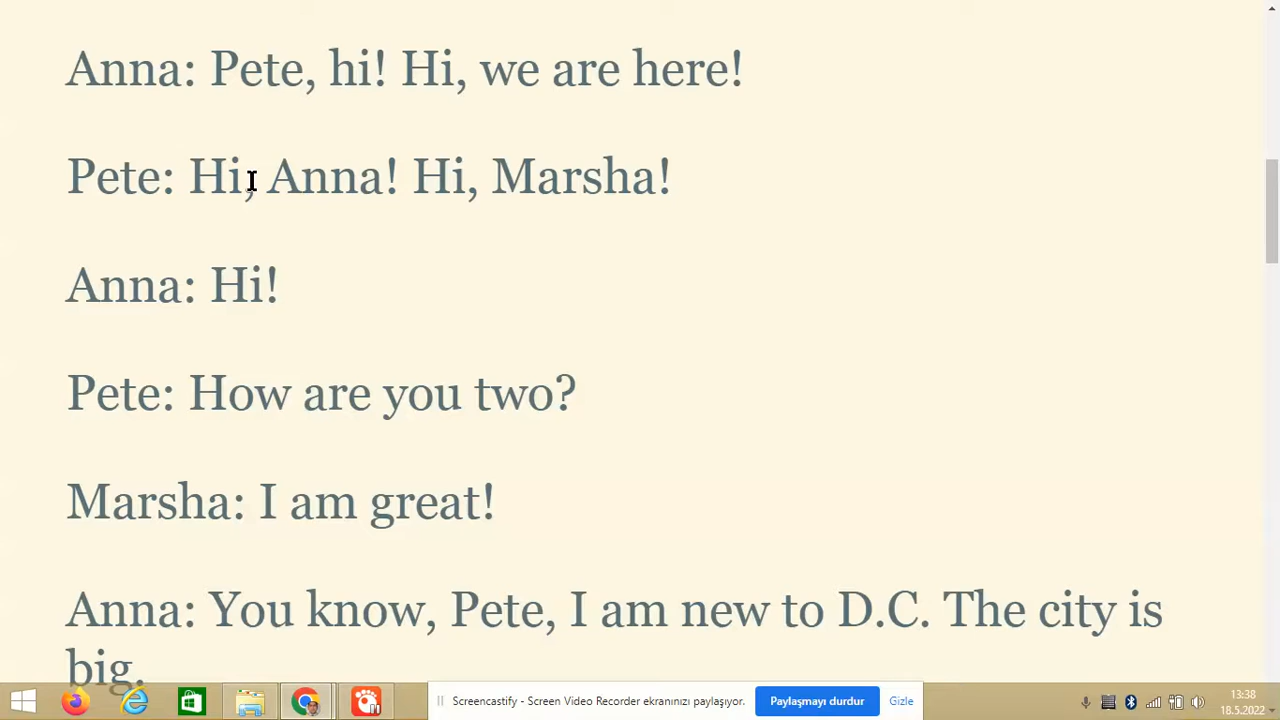 Anna: Pete, hi! Hi, we are here!
Pete: Hi, Anna! Hi, Marsha!
Anna: Hi!
Pete: How are you two?
Marsha: I am great!
Anna: You know, Pete, I am new to D.C. The city is
big.
Screencastify - Screen Video Recorder ekranınızı paylaşıyor.
Paylaşmayı durdur
Gizle
13:38
18.5.2022